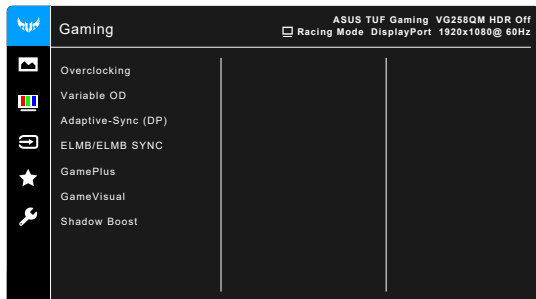 Gaming
ASUS TUF Gaming VG258QM HDR Off
Racing Mode DisplayPort 1920x1080@ 60Hz
Overclocking
Variable OD
Adaptive-Sync (DP)
ELMB/ELMB SYNC
GamePlus
GameVisual
Shadow Boost